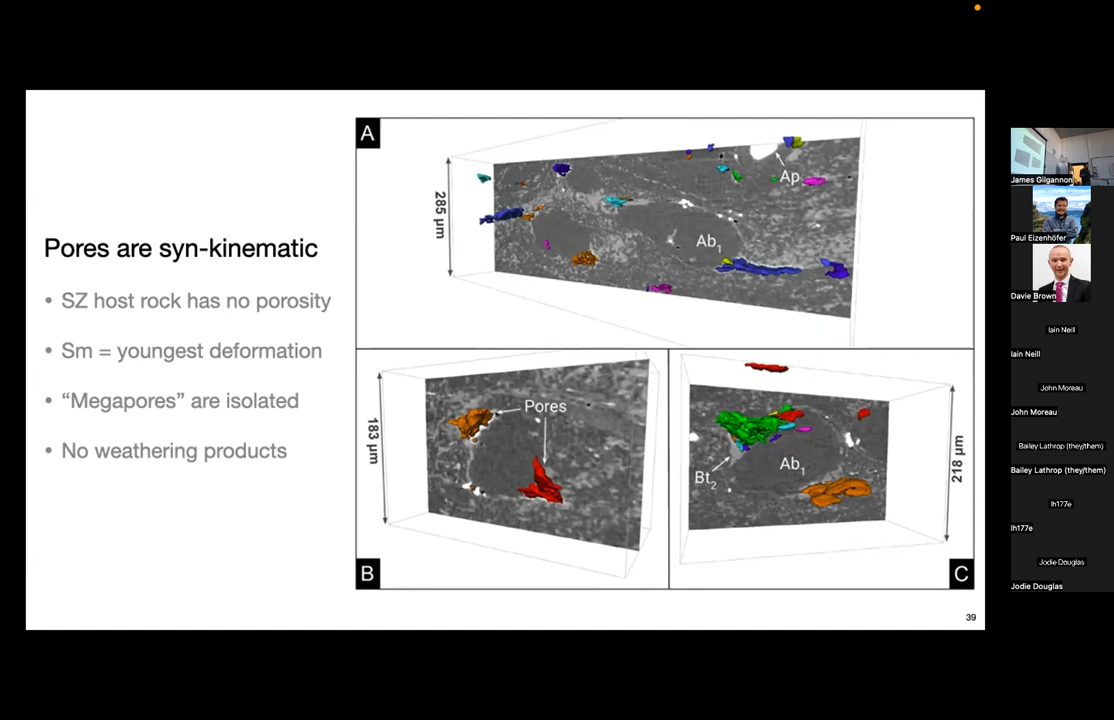 Pores are syn-kinematic
• SZ host rock has no porosity
• Sm = youngest deformation
• “Megapores” are isolated
• No weathering products
A
285 µm
Ap
Ab1
B
183 µm
Pores
C
218 µm
Bt2
Ab1
39
James Gilgannon
Paul Eizenhöfer
Davie Brown
Iain Neill
Iain Neill
John Moreau
John Moreau
Bailey Lathrop (they/them)
Bailey Lathrop (they/them)
lh177e
lh177e
Jodie Douglas
Jodie Douglas